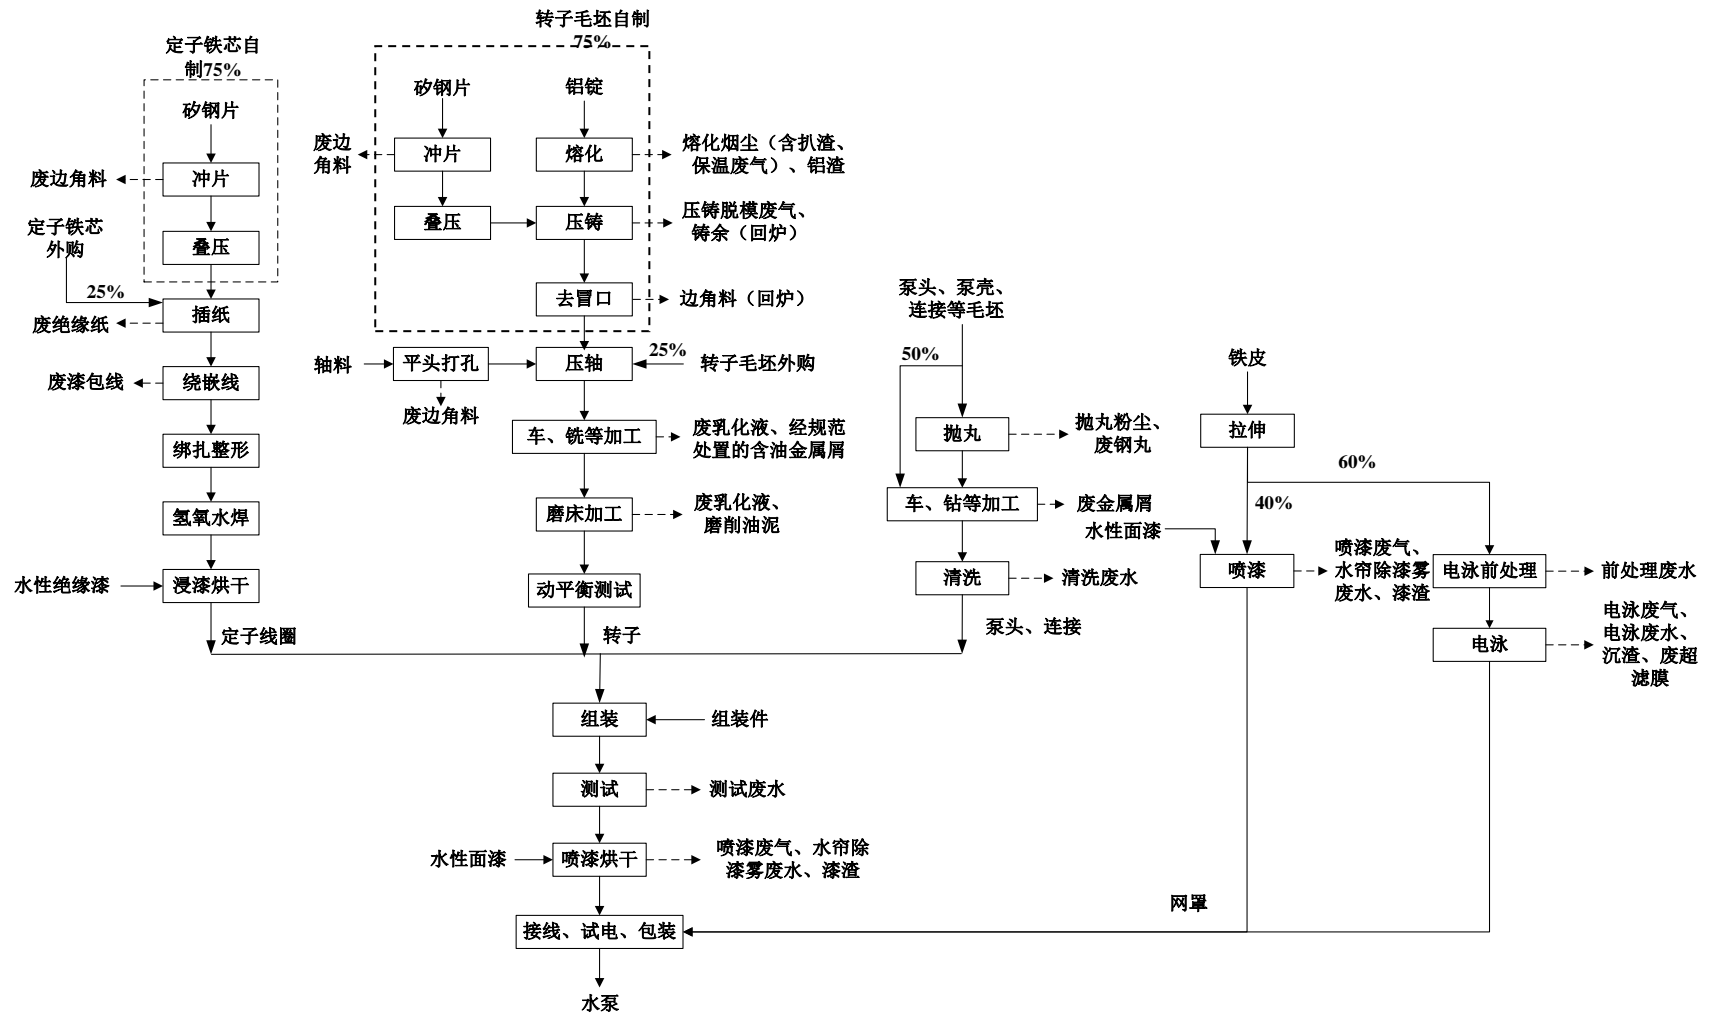 定子铁芯自
制75%
矽钢片
冲片
废边角料
叠压
定子铁芯
外购
25%
插纸
废绝缘纸
绕嵌线
废漆包线
绑扎整形
氢氧水焊
水性绝缘漆
浸漆烘干
定子线圈
转子毛坯自制
75%
矽钢片
铝锭
废边
角料
冲片
熔化
熔化烟尘（含扒渣、
保温废气）、铝渣
叠压
压铸
压铸脱模废气、
铸余（回炉）
去冒口
边角料（回炉）
轴料
平头打孔
压轴
25%
转子毛坯外购
废边角料
车、铣等加工
废乳化液、经规范
处置的含油金属屑
磨床加工
废乳化液、
磨削油泥
动平衡测试
转子
泵头、泵壳、
连接等毛坯
50%
抛丸
抛丸粉尘、
废钢丸
车、钻等加工
废金属屑
清洗
清洗废水
泵头、连接
铁皮
拉伸
60%
40%
水性面漆
喷漆
喷漆废气、
水帘除漆雾
废水、漆渣
电泳前处理
前处理废水
电泳
电泳废气、
电泳废水、
沉渣、废超
滤膜
组装
组装件
测试
测试废水
水性面漆
喷漆烘干
喷漆废气、水帘除
漆雾废水、漆渣
网罩
接线、试电、包装
水泵